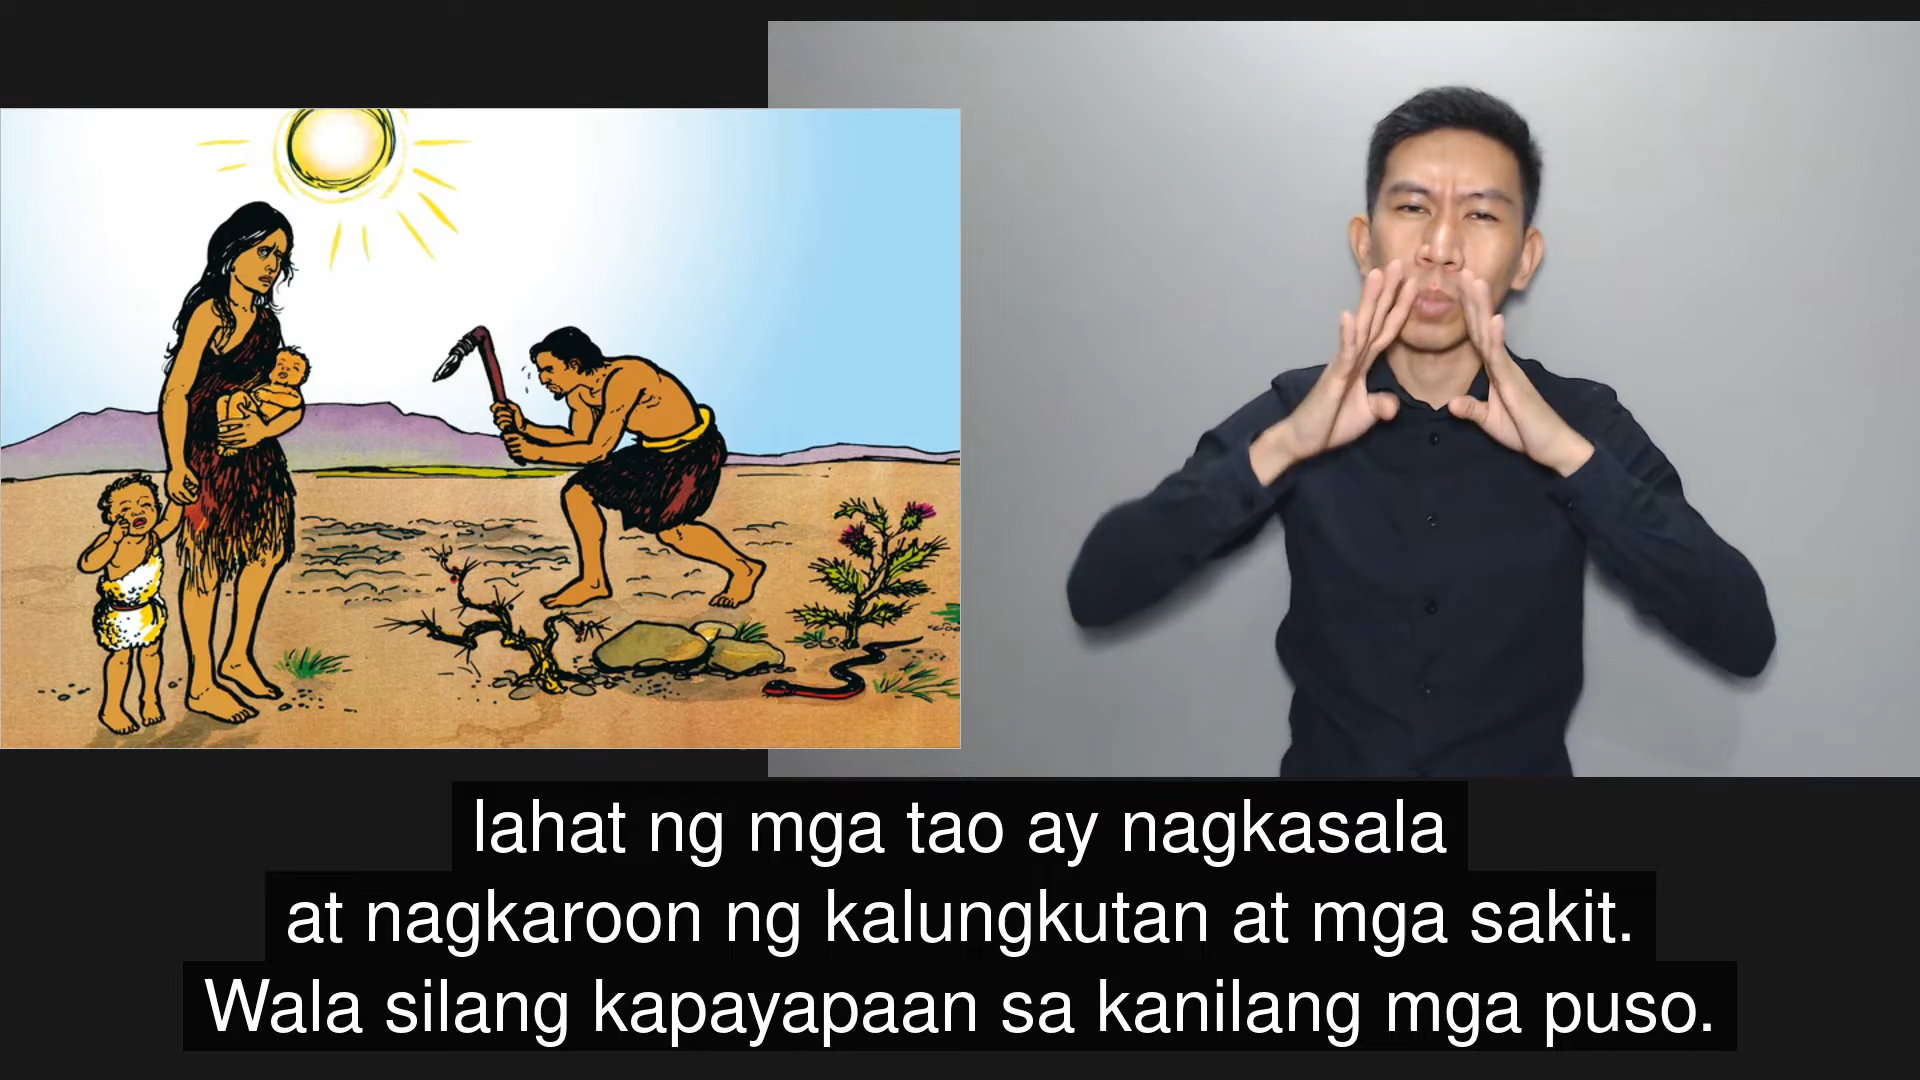 lahat ng mga tao ay nagkasala
at nagkaroon ng kalungkutan at mga sakit.
Wala silang kapayapaan sa kanilang mga puso.